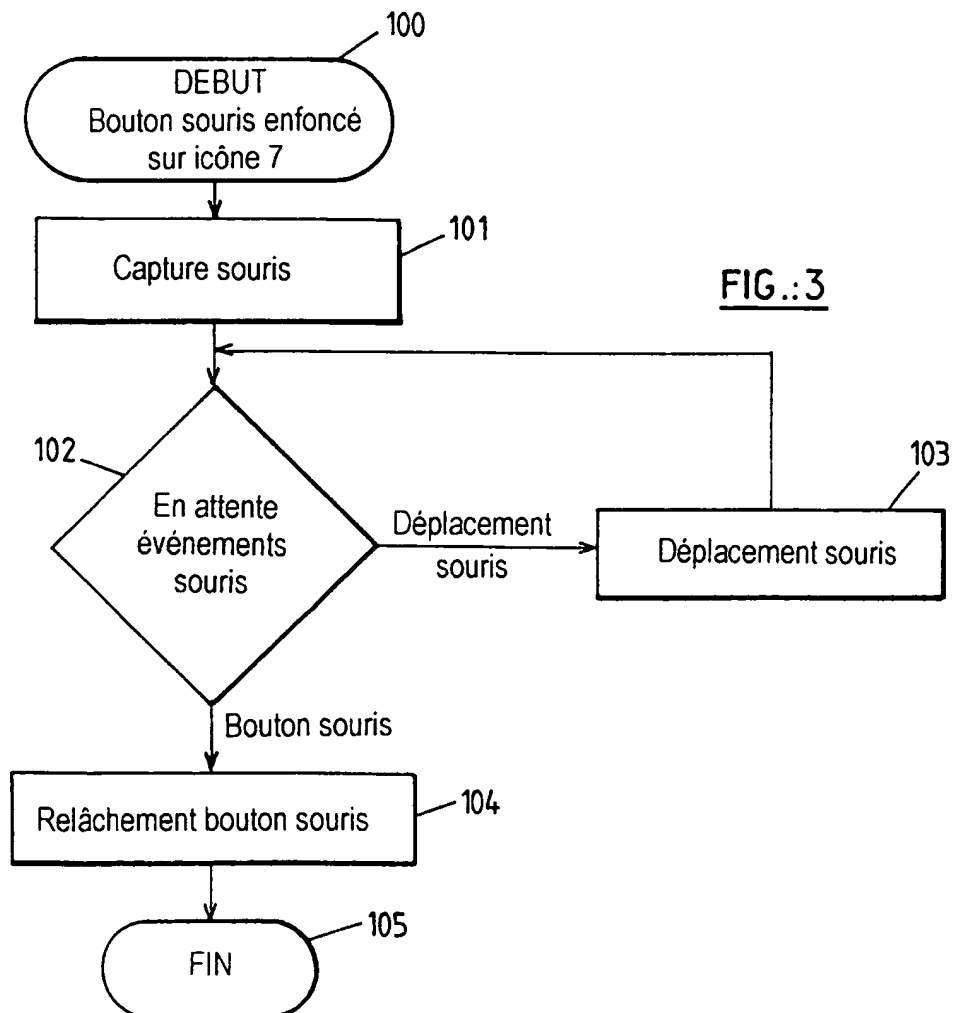 100
DEBUT
Bouton souris enfoncé
sur icône 7
101
Capture souris
FIG.:3
102
En attente
événements
souris
Déplacement
souris
103
Déplacement souris
Bouton souris
Relâchement bouton souris
104
105
FIN